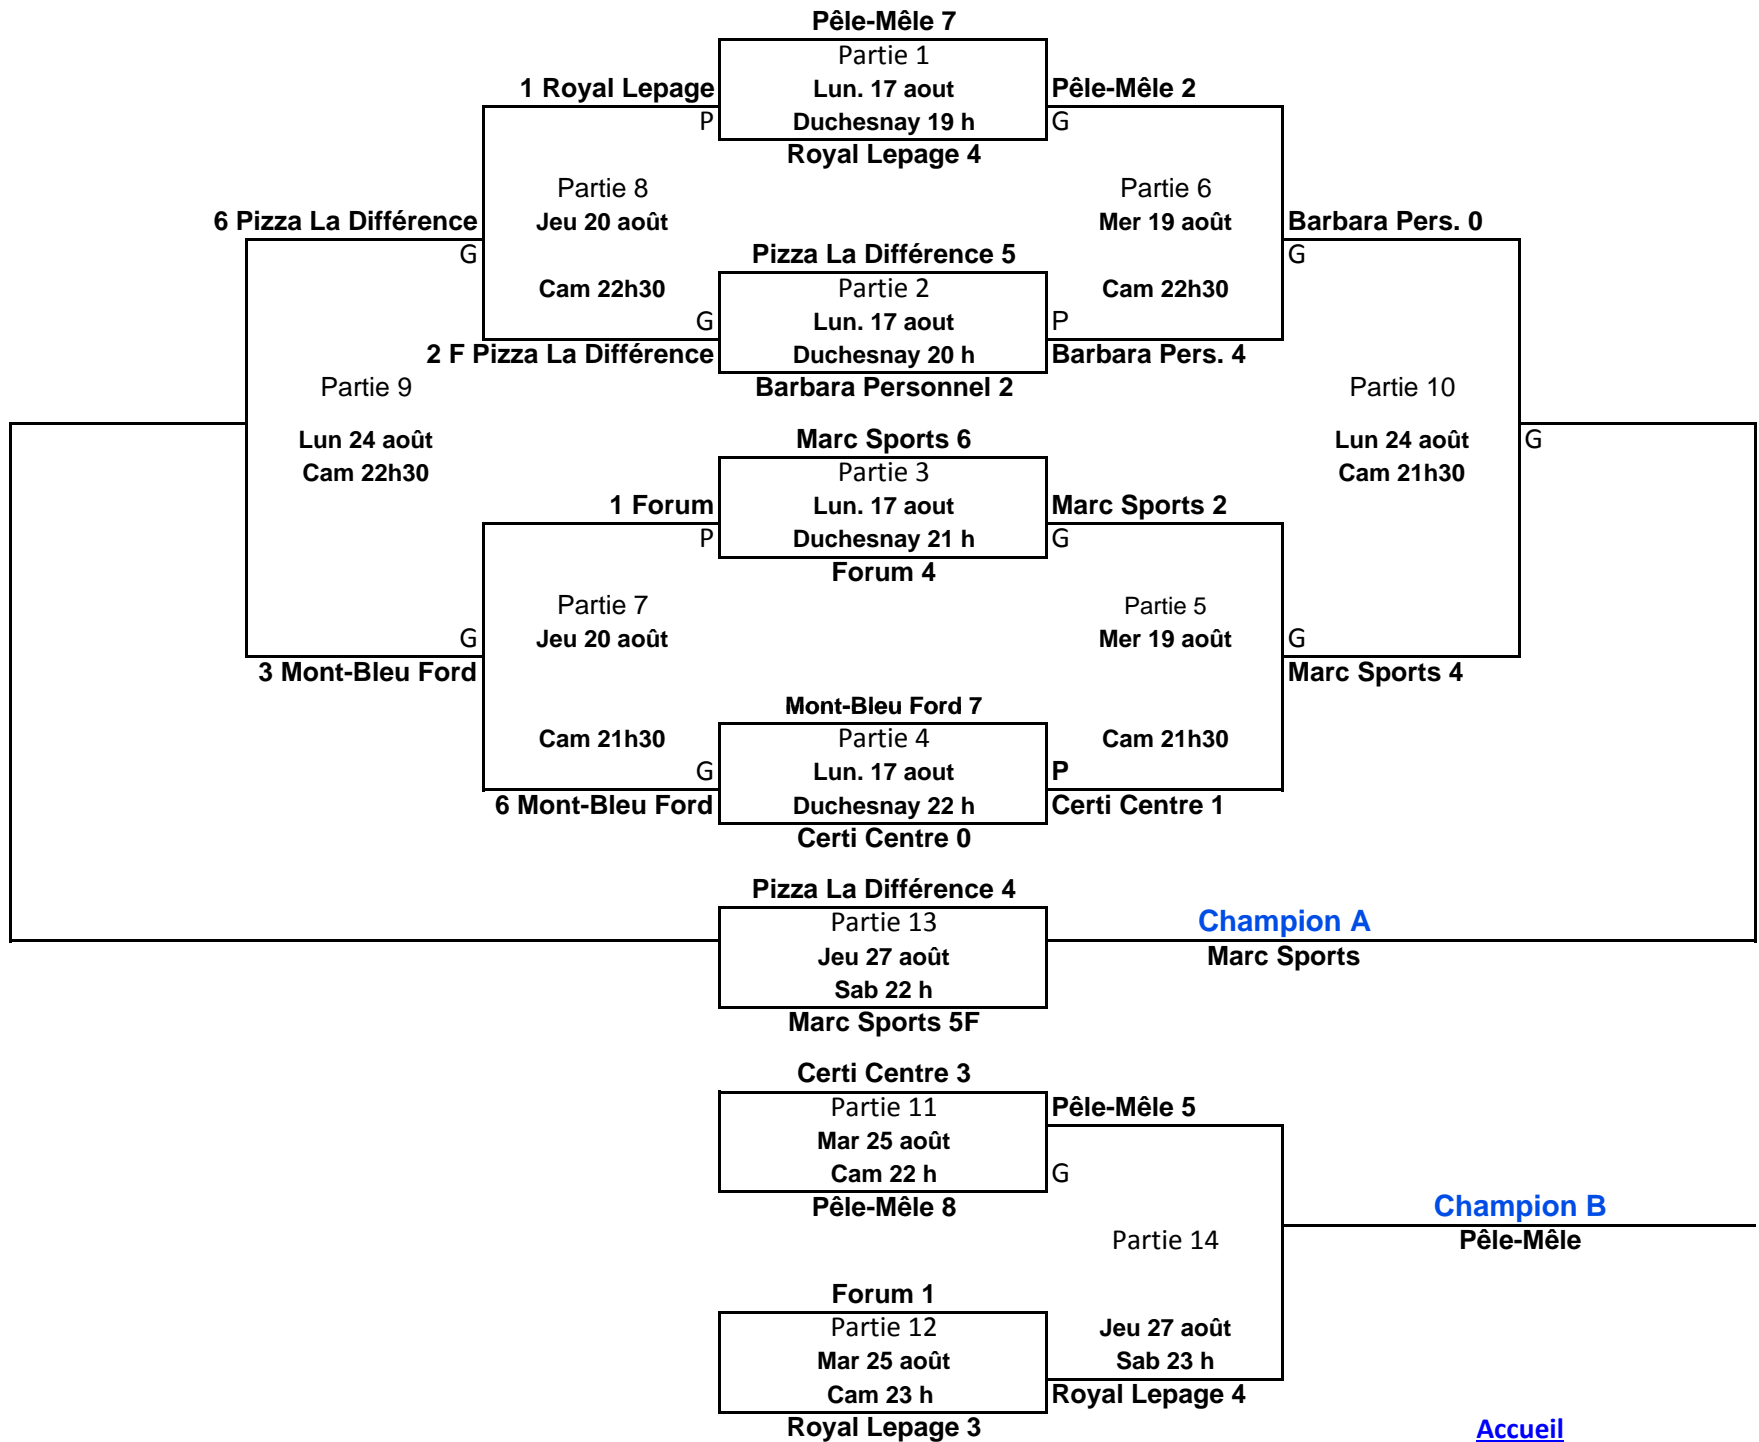 Pêle-Mêle 7
Partie 1
1 Royal Lepage
Lun. 17 aout
Pêle-Mêle 2
P
Duchesnay 19 h
G
Royal Lepage 4
Partie 8
Partie 6
6 Pizza La Différence
Jeu 20 août
Mer 19 août
Barbara Pers. 0
G
Pizza La Différence 5
G
Cam 22h30
Partie 2
Cam 22h30
G
Lun. 17 aout
P
2 F Pizza La Différence
Duchesnay 20 h
Barbara Pers. 4
Partie 9
Barbara Personnel 2
Partie 10
Lun 24 août
Marc Sports 6
Lun 24 août
G
Cam 22h30
Partie 3
Cam 21h30
1 Forum
Lun. 17 aout
Marc Sports 2
P
Duchesnay 21 h
G
Forum 4
Partie 7
Partie 5
G
Jeu 20 août
Mer 19 août
G
3 Mont-Bleu Ford
Marc Sports 4
Mont-Bleu Ford 7
Cam 21h30
Partie 4
Cam 21h30
G
Lun. 17 aout
P
6 Mont-Bleu Ford
Duchesnay 22 h
Certi Centre 1
Certi Centre 0
Pizza La Différence 4
Partie 13
Champion A
Jeu 27 août
Marc Sports
Sab 22 h
Marc Sports 5F
Certi Centre 3
Partie 11
Pêle-Mêle 5
Mar 25 août
Cam 22 h
G
Pêle-Mêle 8
Champion B
Partie 14
Pêle-Mêle
Forum 1
Partie 12
Jeu 27 août
Mar 25 août
Sab 23 h
Cam 23 h
Royal Lepage 4
Royal Lepage 3
Accueil